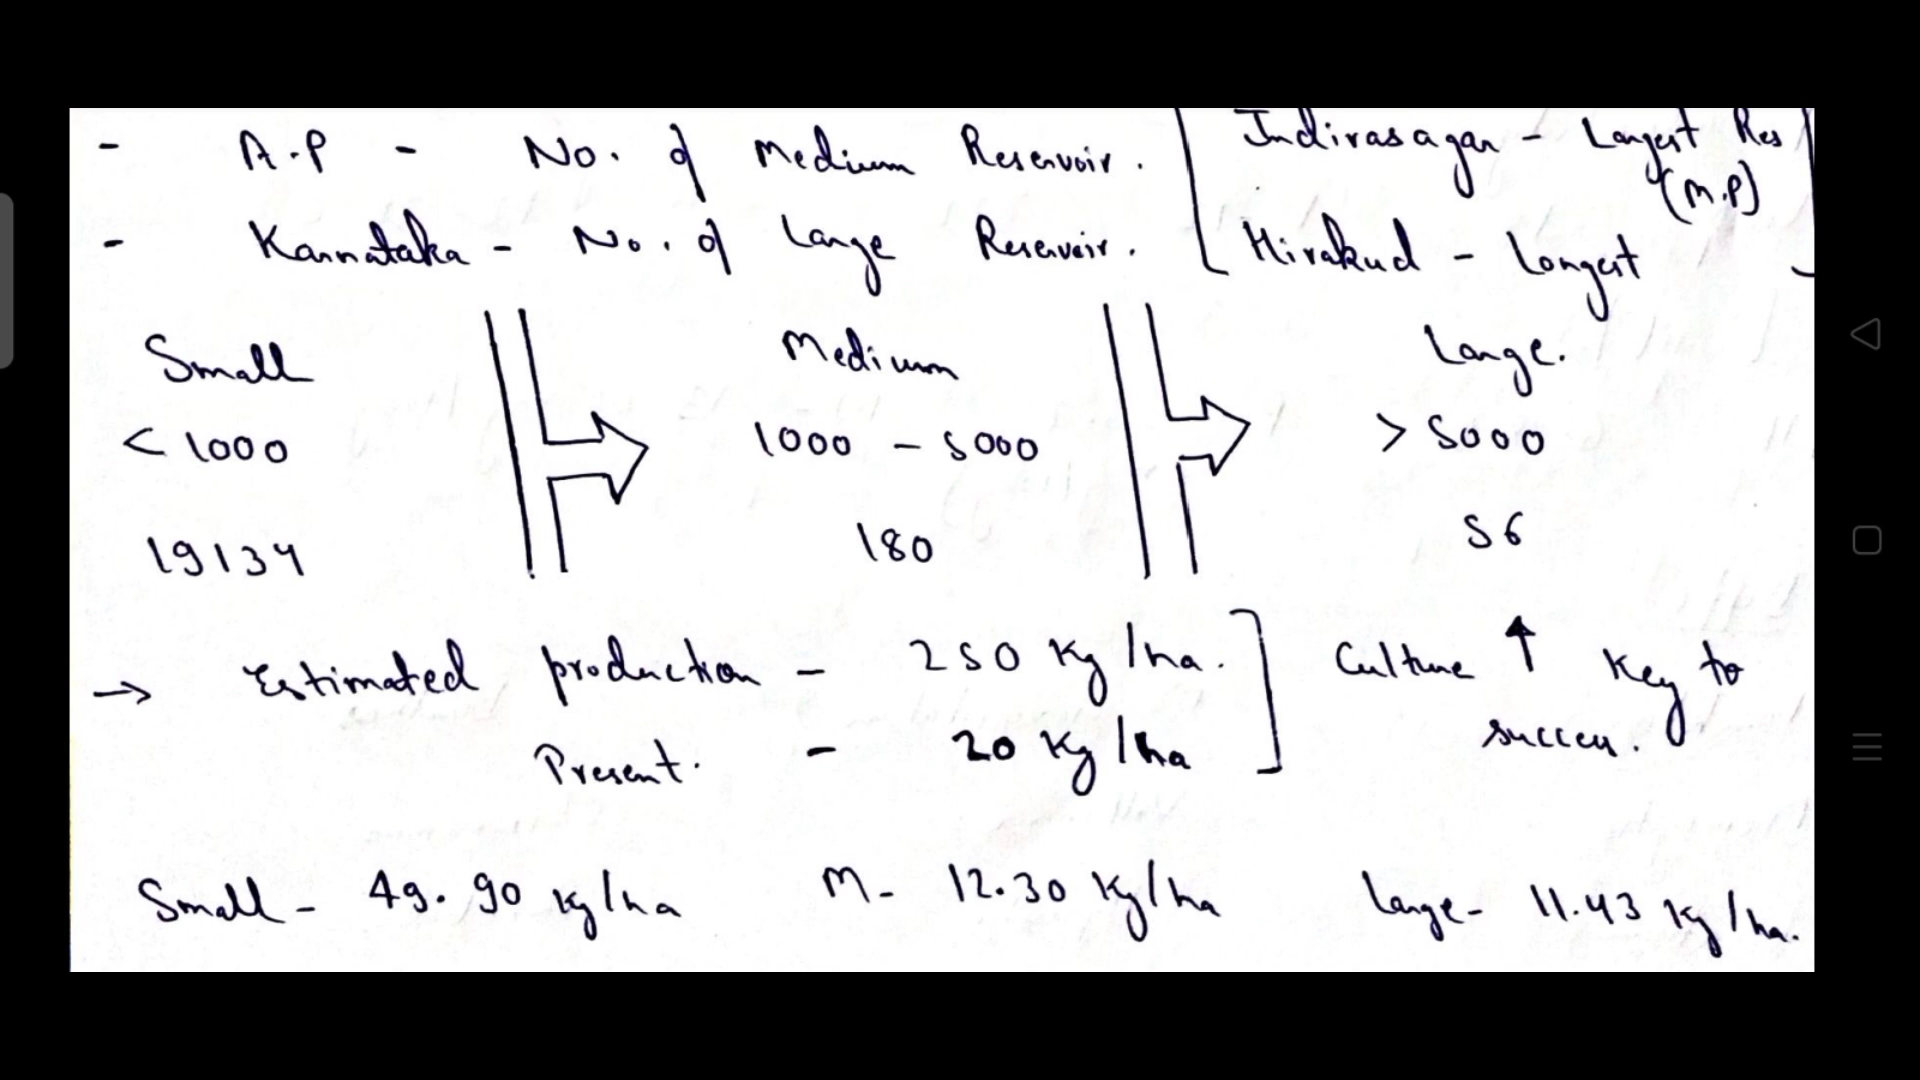 - A.P - No. of Medium Reservoir. [Indirasagar - Largest Res (M.P)
- Karnataka - No. of Large Reservoir. Hirakud - Longest]
Small Medium Large.
< 1000 1000 - 5000 > 5000
19134 180 56
→ Estimated production - 250 Kg/ha.] Culture ↑ Key to success.
Present. - 20 Kg/ha
Small - 49.90 Kg/ha M - 12.30 Kg/ha Large - 11.43 Kg/ha.